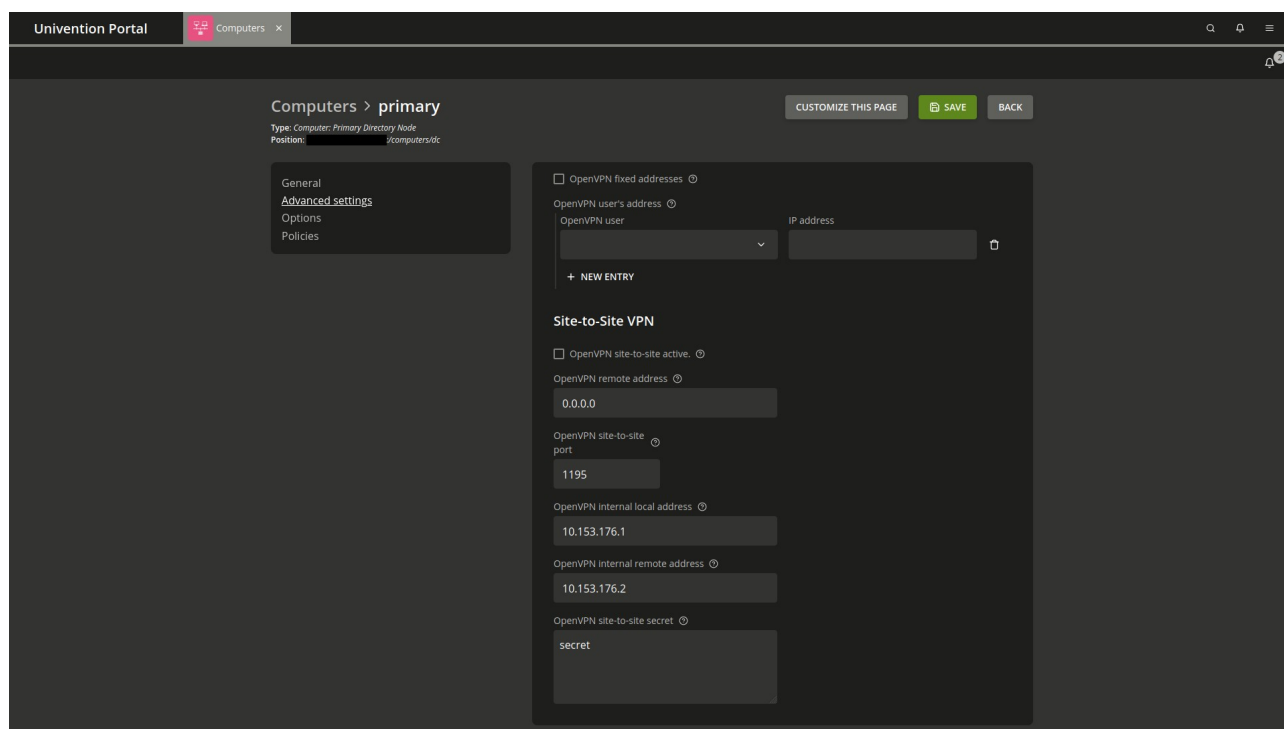 Univention Portal
Computers ×
2
Computers > primary
CUSTOMIZE THIS PAGE
SAVE
BACK
Type: Computer: Primary Directory Node
Position: :/computers/dc
General
Advanced settings
Options
Policies
OpenVPN fixed addresses
OpenVPN user's address
OpenVPN user
IP address
+ NEW ENTRY
Site-to-Site VPN
OpenVPN site-to-site active.
OpenVPN remote address
0.0.0.0
OpenVPN site-to-site
port
1195
OpenVPN internal local address
10.153.176.1
OpenVPN internal remote address
10.153.176.2
OpenVPN site-to-site secret
secret